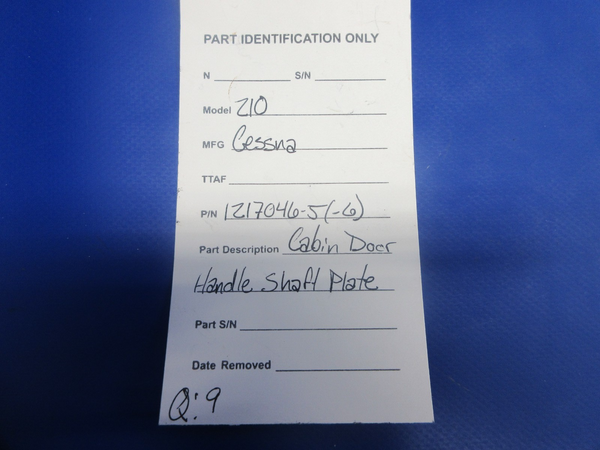 PART IDENTIFICATION ONLY
N S/N
Model 210
MFG Cessna
TTAF
P/N 1217046-5(-6)
Part Description Cabin Door
Handle Shaft Plate
Part S/N
Date Removed
Q: 9